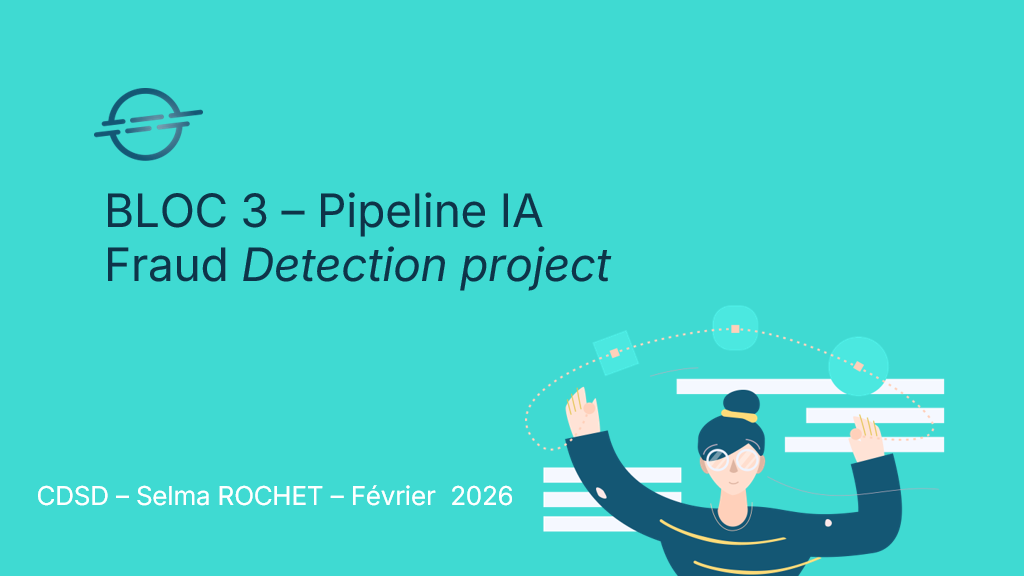 BLOC 3 – Pipeline IA
Fraud Detection project
CDSD – Selma ROCHET – Février 2026